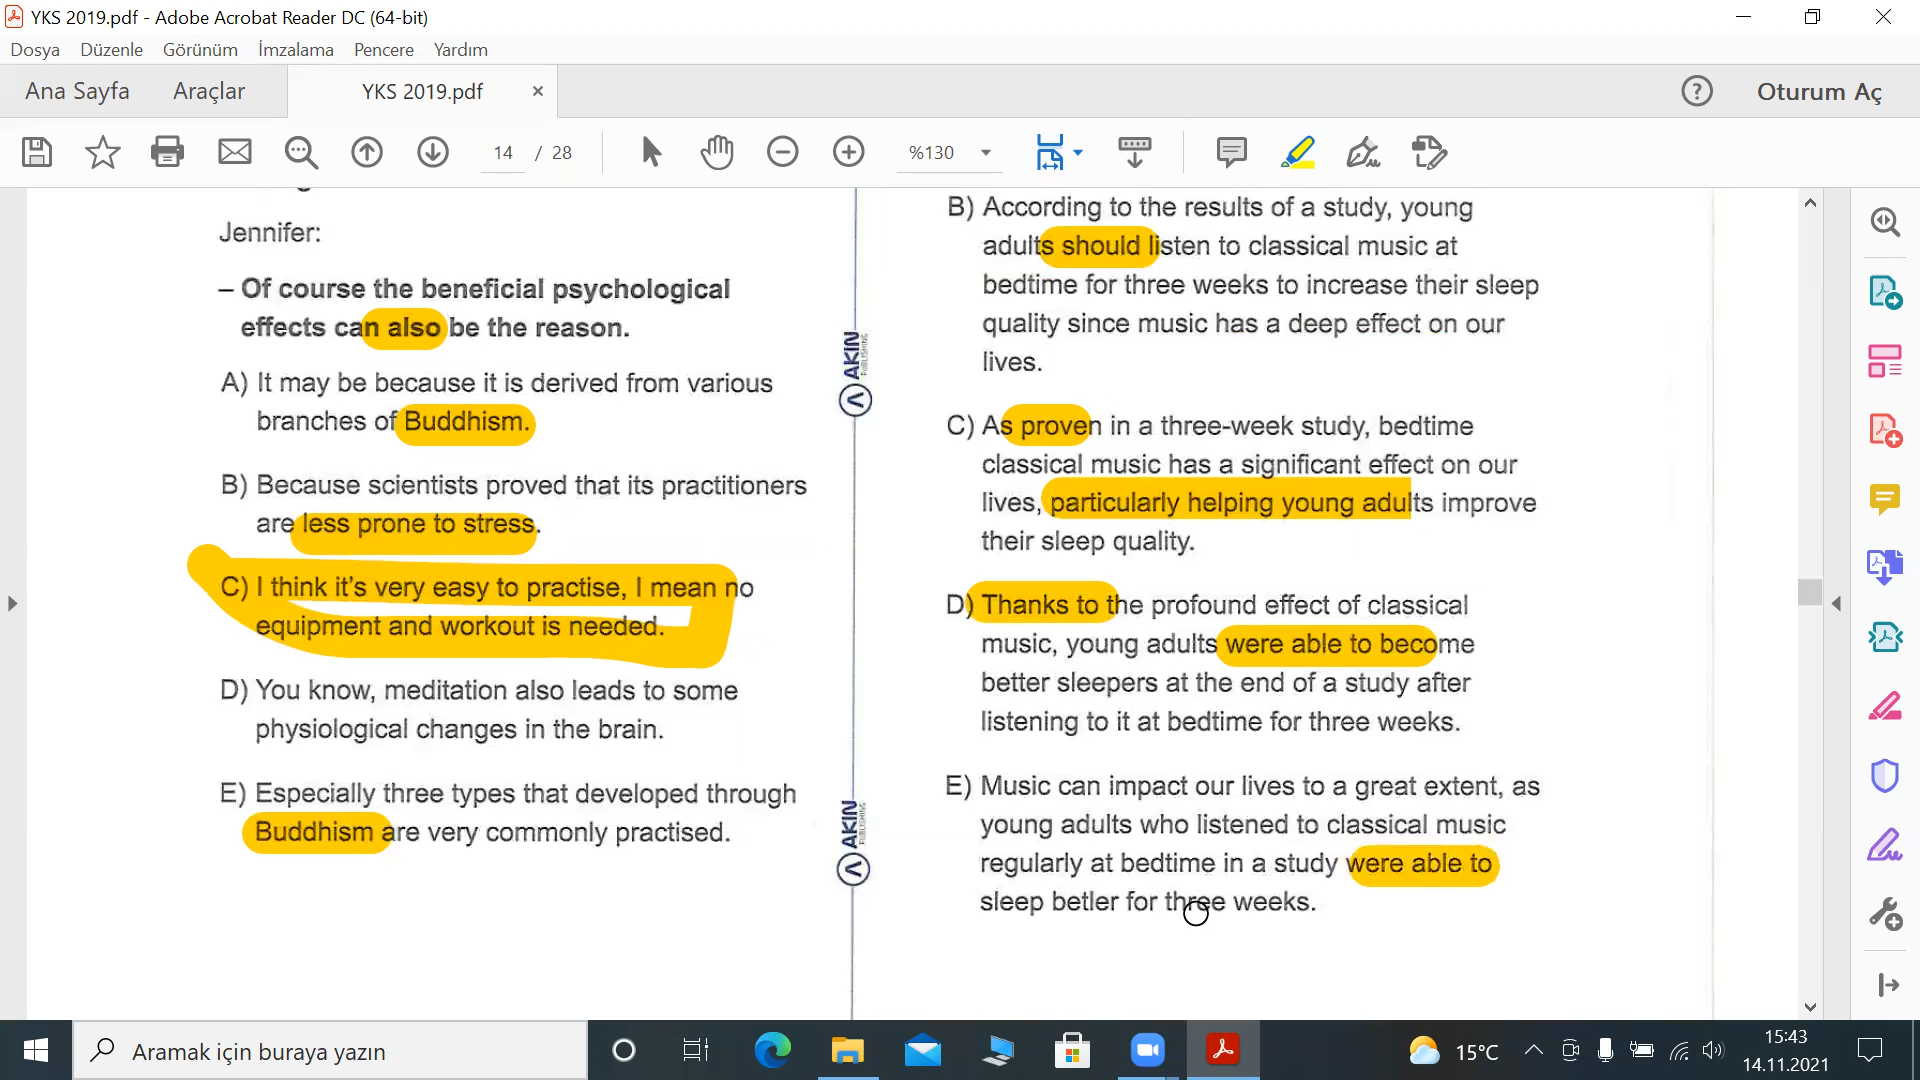 YKS 2019.pdf - Adobe Acrobat Reader DC (64-bit)
Dosya Düzenle Görünüm İmzalama Pencere Yardım
Ana Sayfa Araçlar YKS 2019.pdf × ? Oturum Aç
14 / 28 %130
Jennifer:
– Of course the beneficial psychological
effects can also be the reason.
A) It may be because it is derived from various
branches of Buddhism.
B) Because scientists proved that its practitioners
are less prone to stress.
C) I think it's very easy to practise, I mean no
equipment and workout is needed.
D) You know, meditation also leads to some
physiological changes in the brain.
E) Especially three types that developed through
Buddhism are very commonly practised.
AKIN
PUBLISHING
AKIN
PUBLISHING
B) According to the results of a study, young
adults should listen to classical music at
bedtime for three weeks to increase their sleep
quality since music has a deep effect on our
lives.
C) As proven in a three-week study, bedtime
classical music has a significant effect on our
lives, particularly helping young adults improve
their sleep quality.
D) Thanks to the profound effect of classical
music, young adults were able to become
better sleepers at the end of a study after
listening to it at bedtime for three weeks.
E) Music can impact our lives to a great extent, as
young adults who listened to classical music
regularly at bedtime in a study were able to
sleep betler for three weeks.
Aramak için buraya yazın
15°C
15:43
14.11.2021